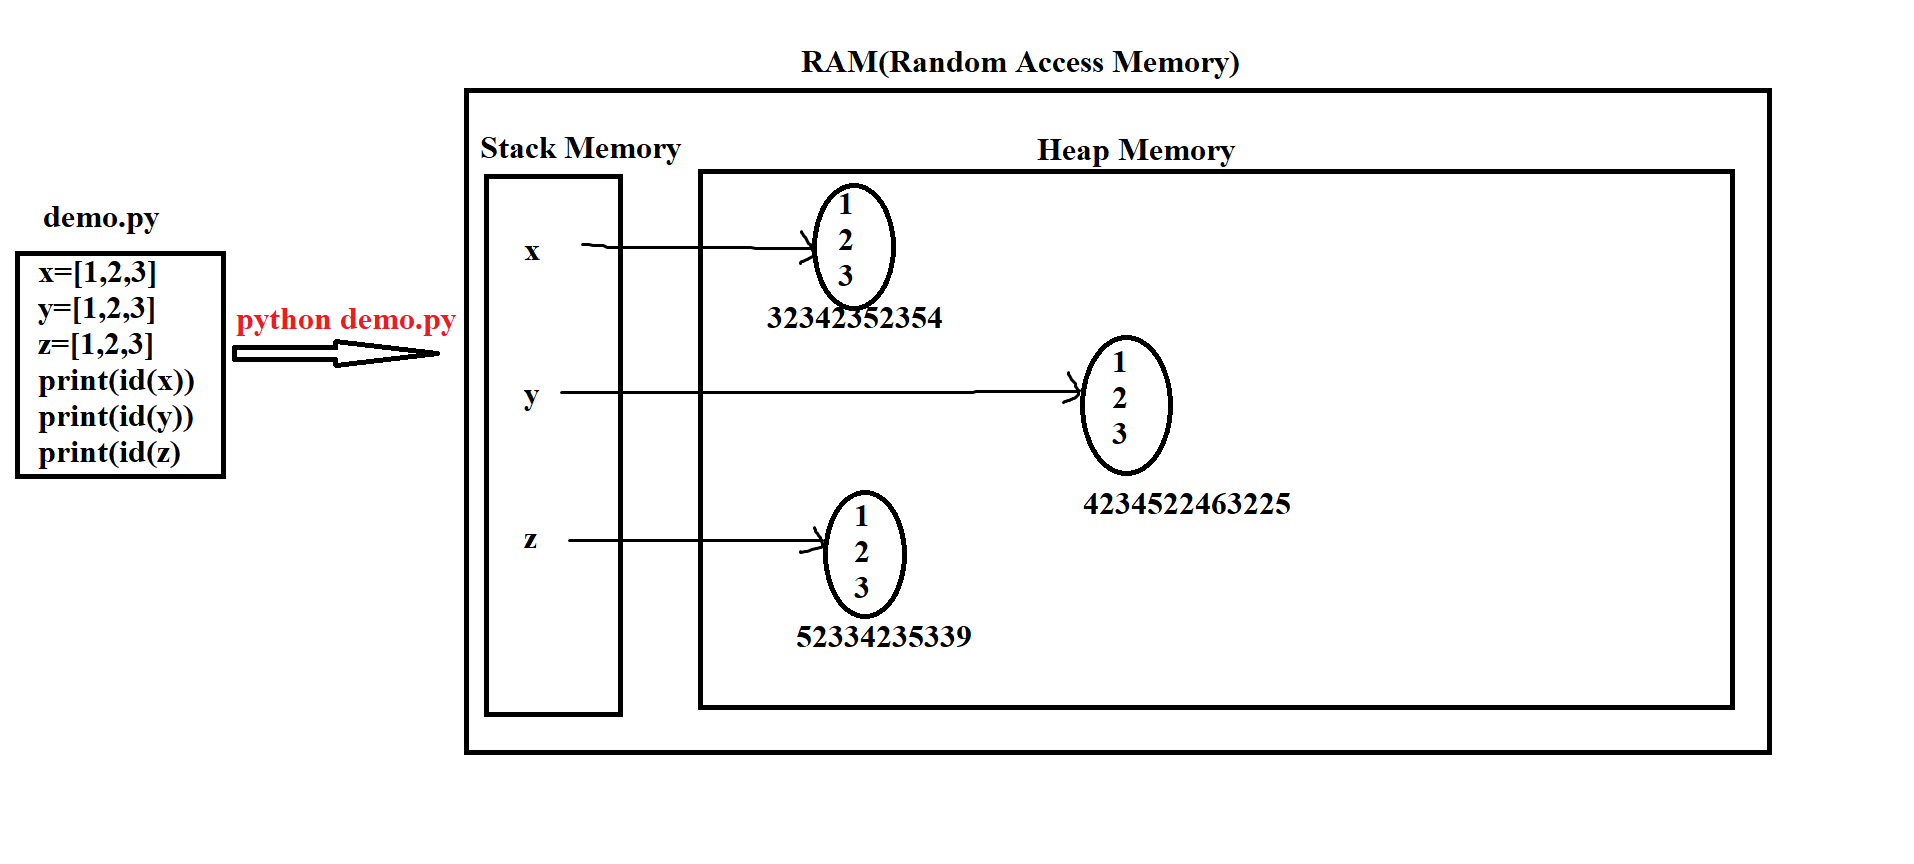 RAM(Random Access Memory)
Stack Memory
Heap Memory
demo.py
x=[1,2,3]
y=[1,2,3]
z=[1,2,3]
print(id(x))
print(id(y))
print(id(z)
python demo.py
x
1
2
3
32342352354
y
1
2
3
4234522463225
z
1
2
3
52334235339